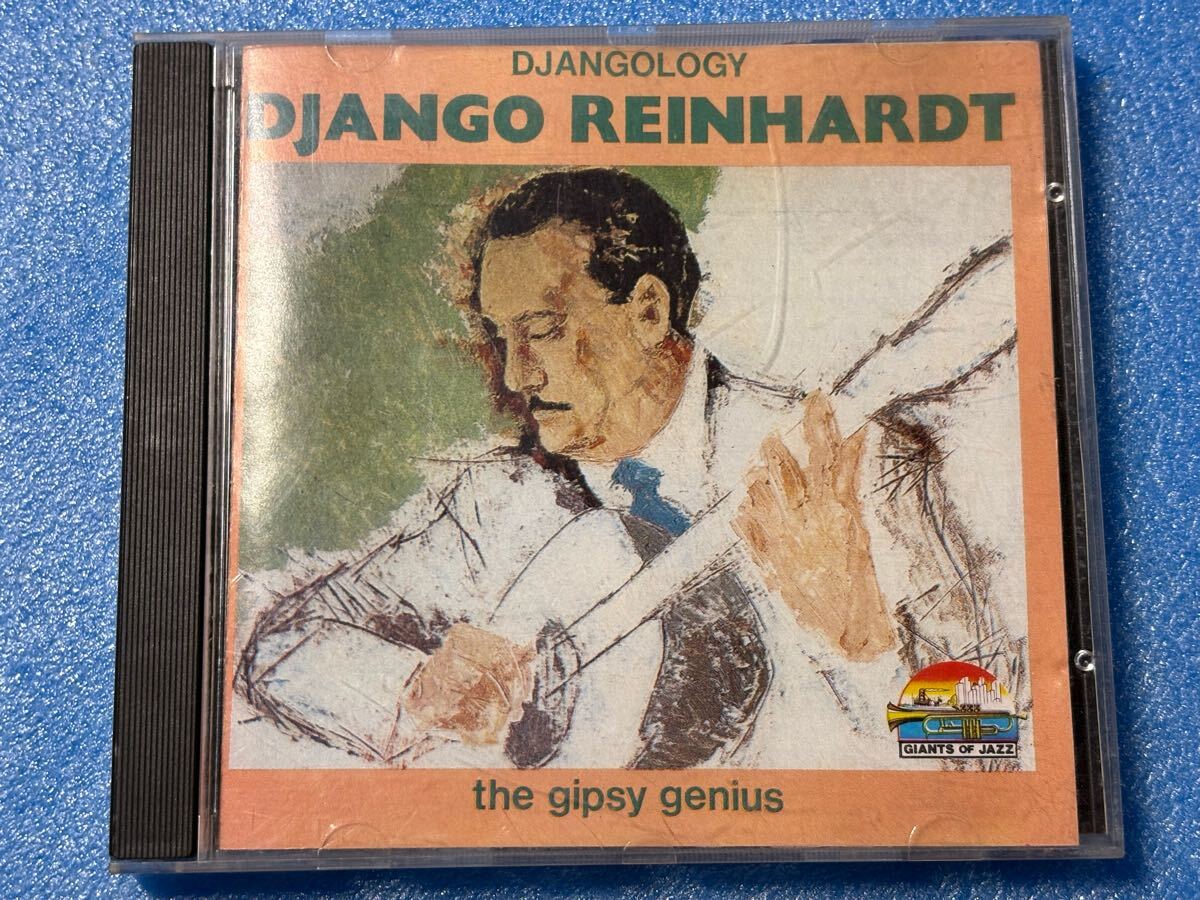 DJANGOLOGY
DJANGO REINHARDT
GIANTS OF JAZZ
the gipsy genius